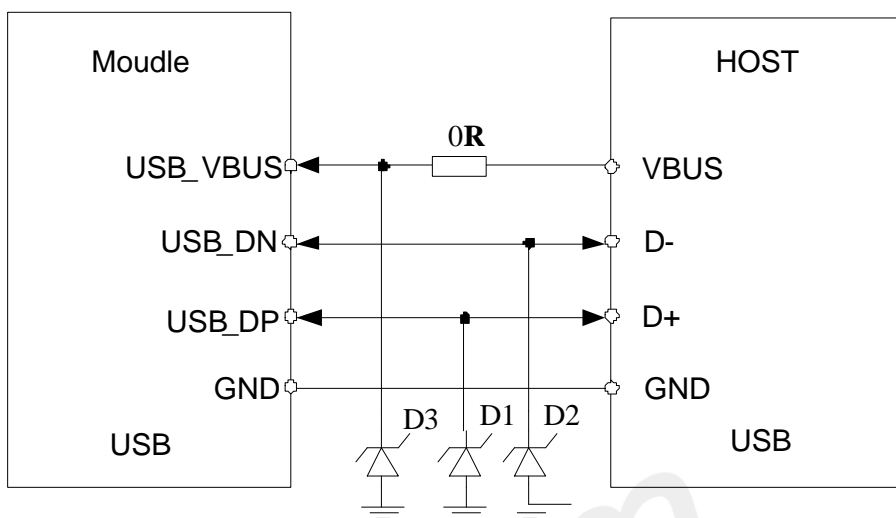 Moudle
HOST
0R
USB_VBUS
VBUS
USB_DN
D-
USB_DP
D+
GND
GND
D3
D1
D2
USB
USB